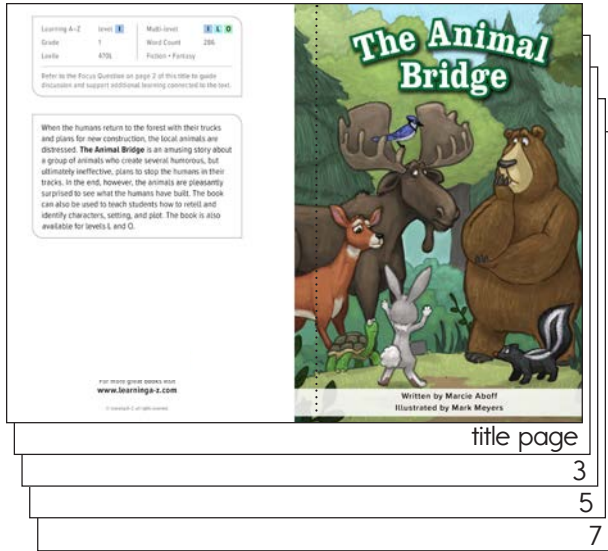 Learning A–Z level I Multi-level I L O
Grade 1 Word Count 286
Lexile 470L Fiction • Fantasy
Refer to the Focus Question on page 2 of this title to guide
discussion and support additional learning connected to the text.
When the humans return to the forest with their trucks
and plans for new construction, the local animals are
distressed. The Animal Bridge is an amusing story about
a group of animals who create several humorous, but
ultimately ineffective, plans to stop the humans in their
tracks. In the end, however, the animals are pleasantly
surprised to see what the humans have built. The book
can also be used to teach students how to retell and
identify characters, setting, and plot. The book is also
available for levels L and O.
For more great books visit
www.learninga-z.com
© Learning A–Z. All rights reserved.
The Animal
Bridge
Written by Marcie Aboff
Illustrated by Mark Meyers
title page
3
5
7